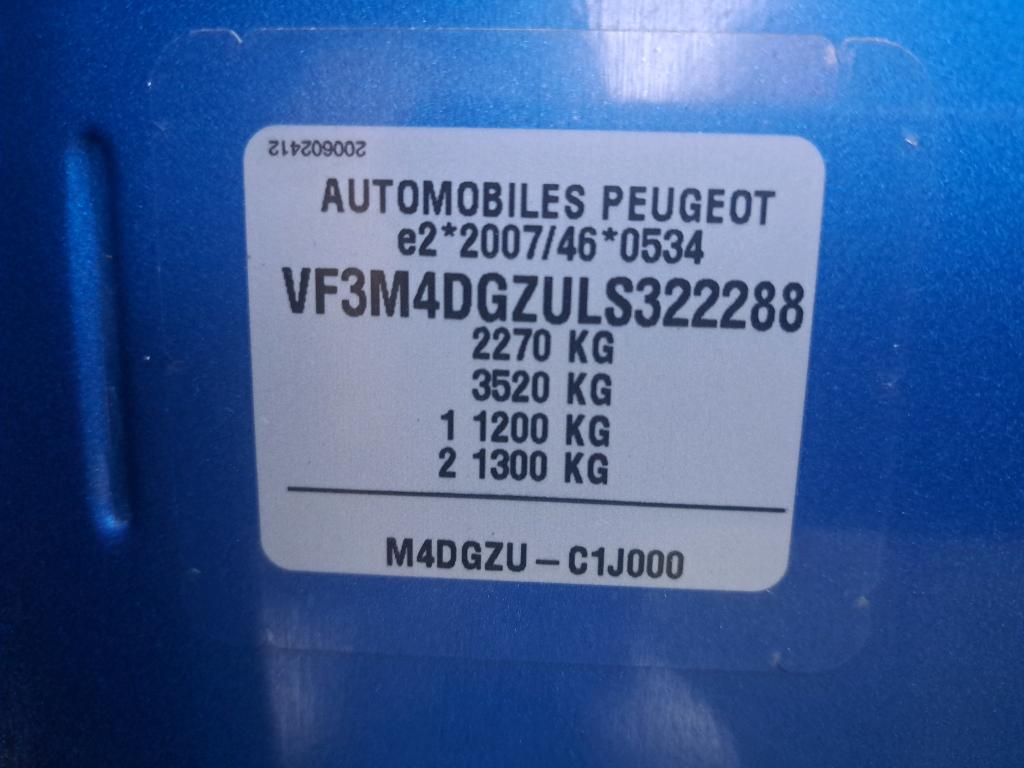 200602412
AUTOMOBILES PEUGEOT
e2*2007/46*0534
VF3M4DGZULS322288
2270 KG
3520 KG
1 1200 KG
2 1300 KG
M4DGZU – C1J000